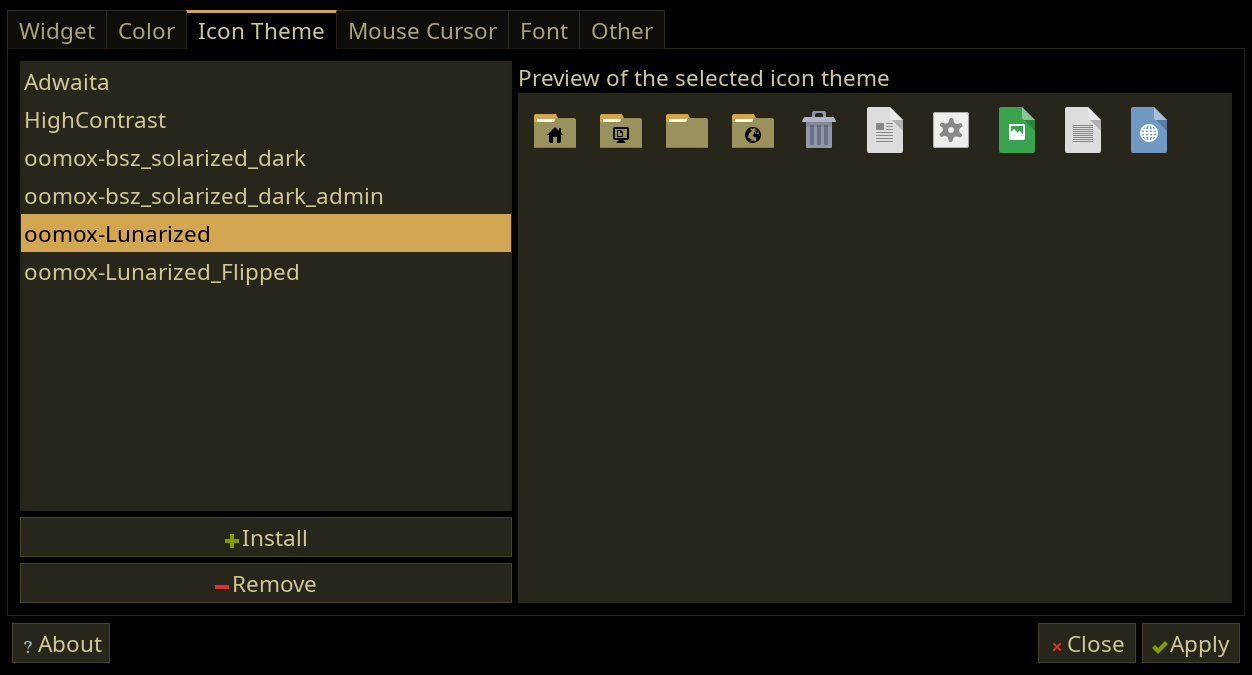 Widget Color Icon Theme Mouse Cursor Font Other
Adwaita
HighContrast
oomox-bsz_solarized_dark
oomox-bsz_solarized_dark_admin
oomox-Lunarized
oomox-Lunarized_Flipped
Install
Remove
Preview of the selected icon theme
? About
Close
Apply